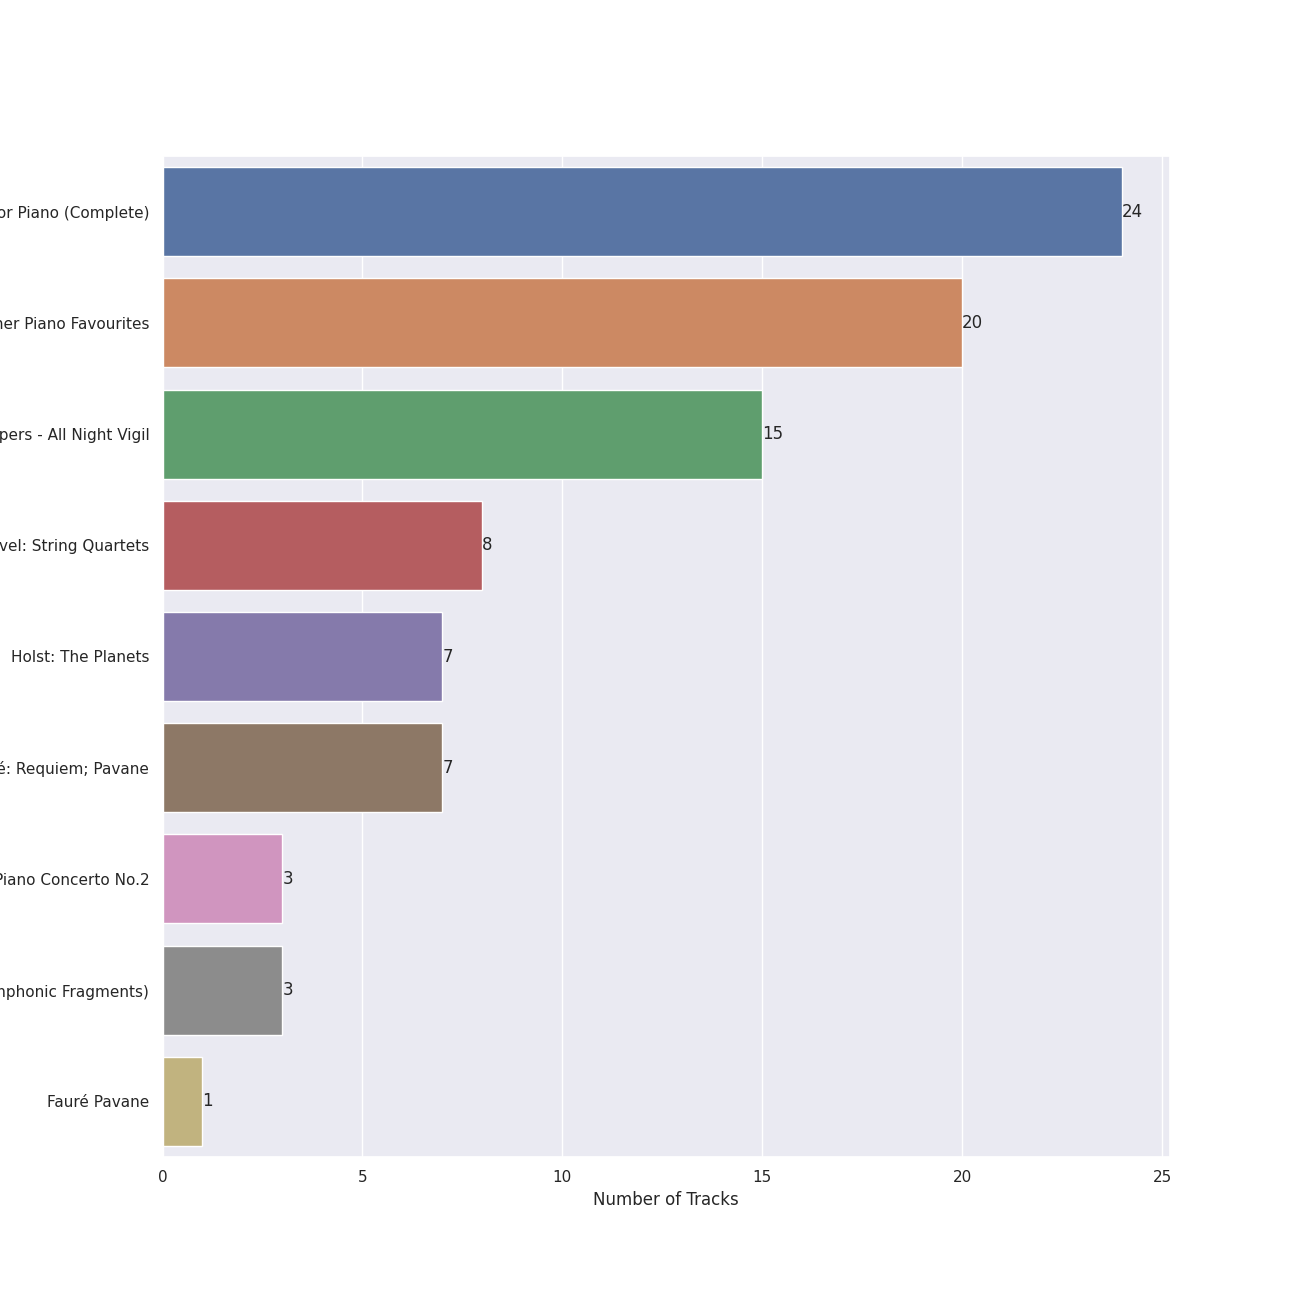 or Piano (Complete)
24
ner Piano Favourites
20
pers - All Night Vigil
15
vel: String Quartets
8
Holst: The Planets
7
é: Requiem; Pavane
7
Piano Concerto No.2
3
nphonic Fragments)
3
Fauré Pavane
1
0 5 10 15 20 25
Number of Tracks